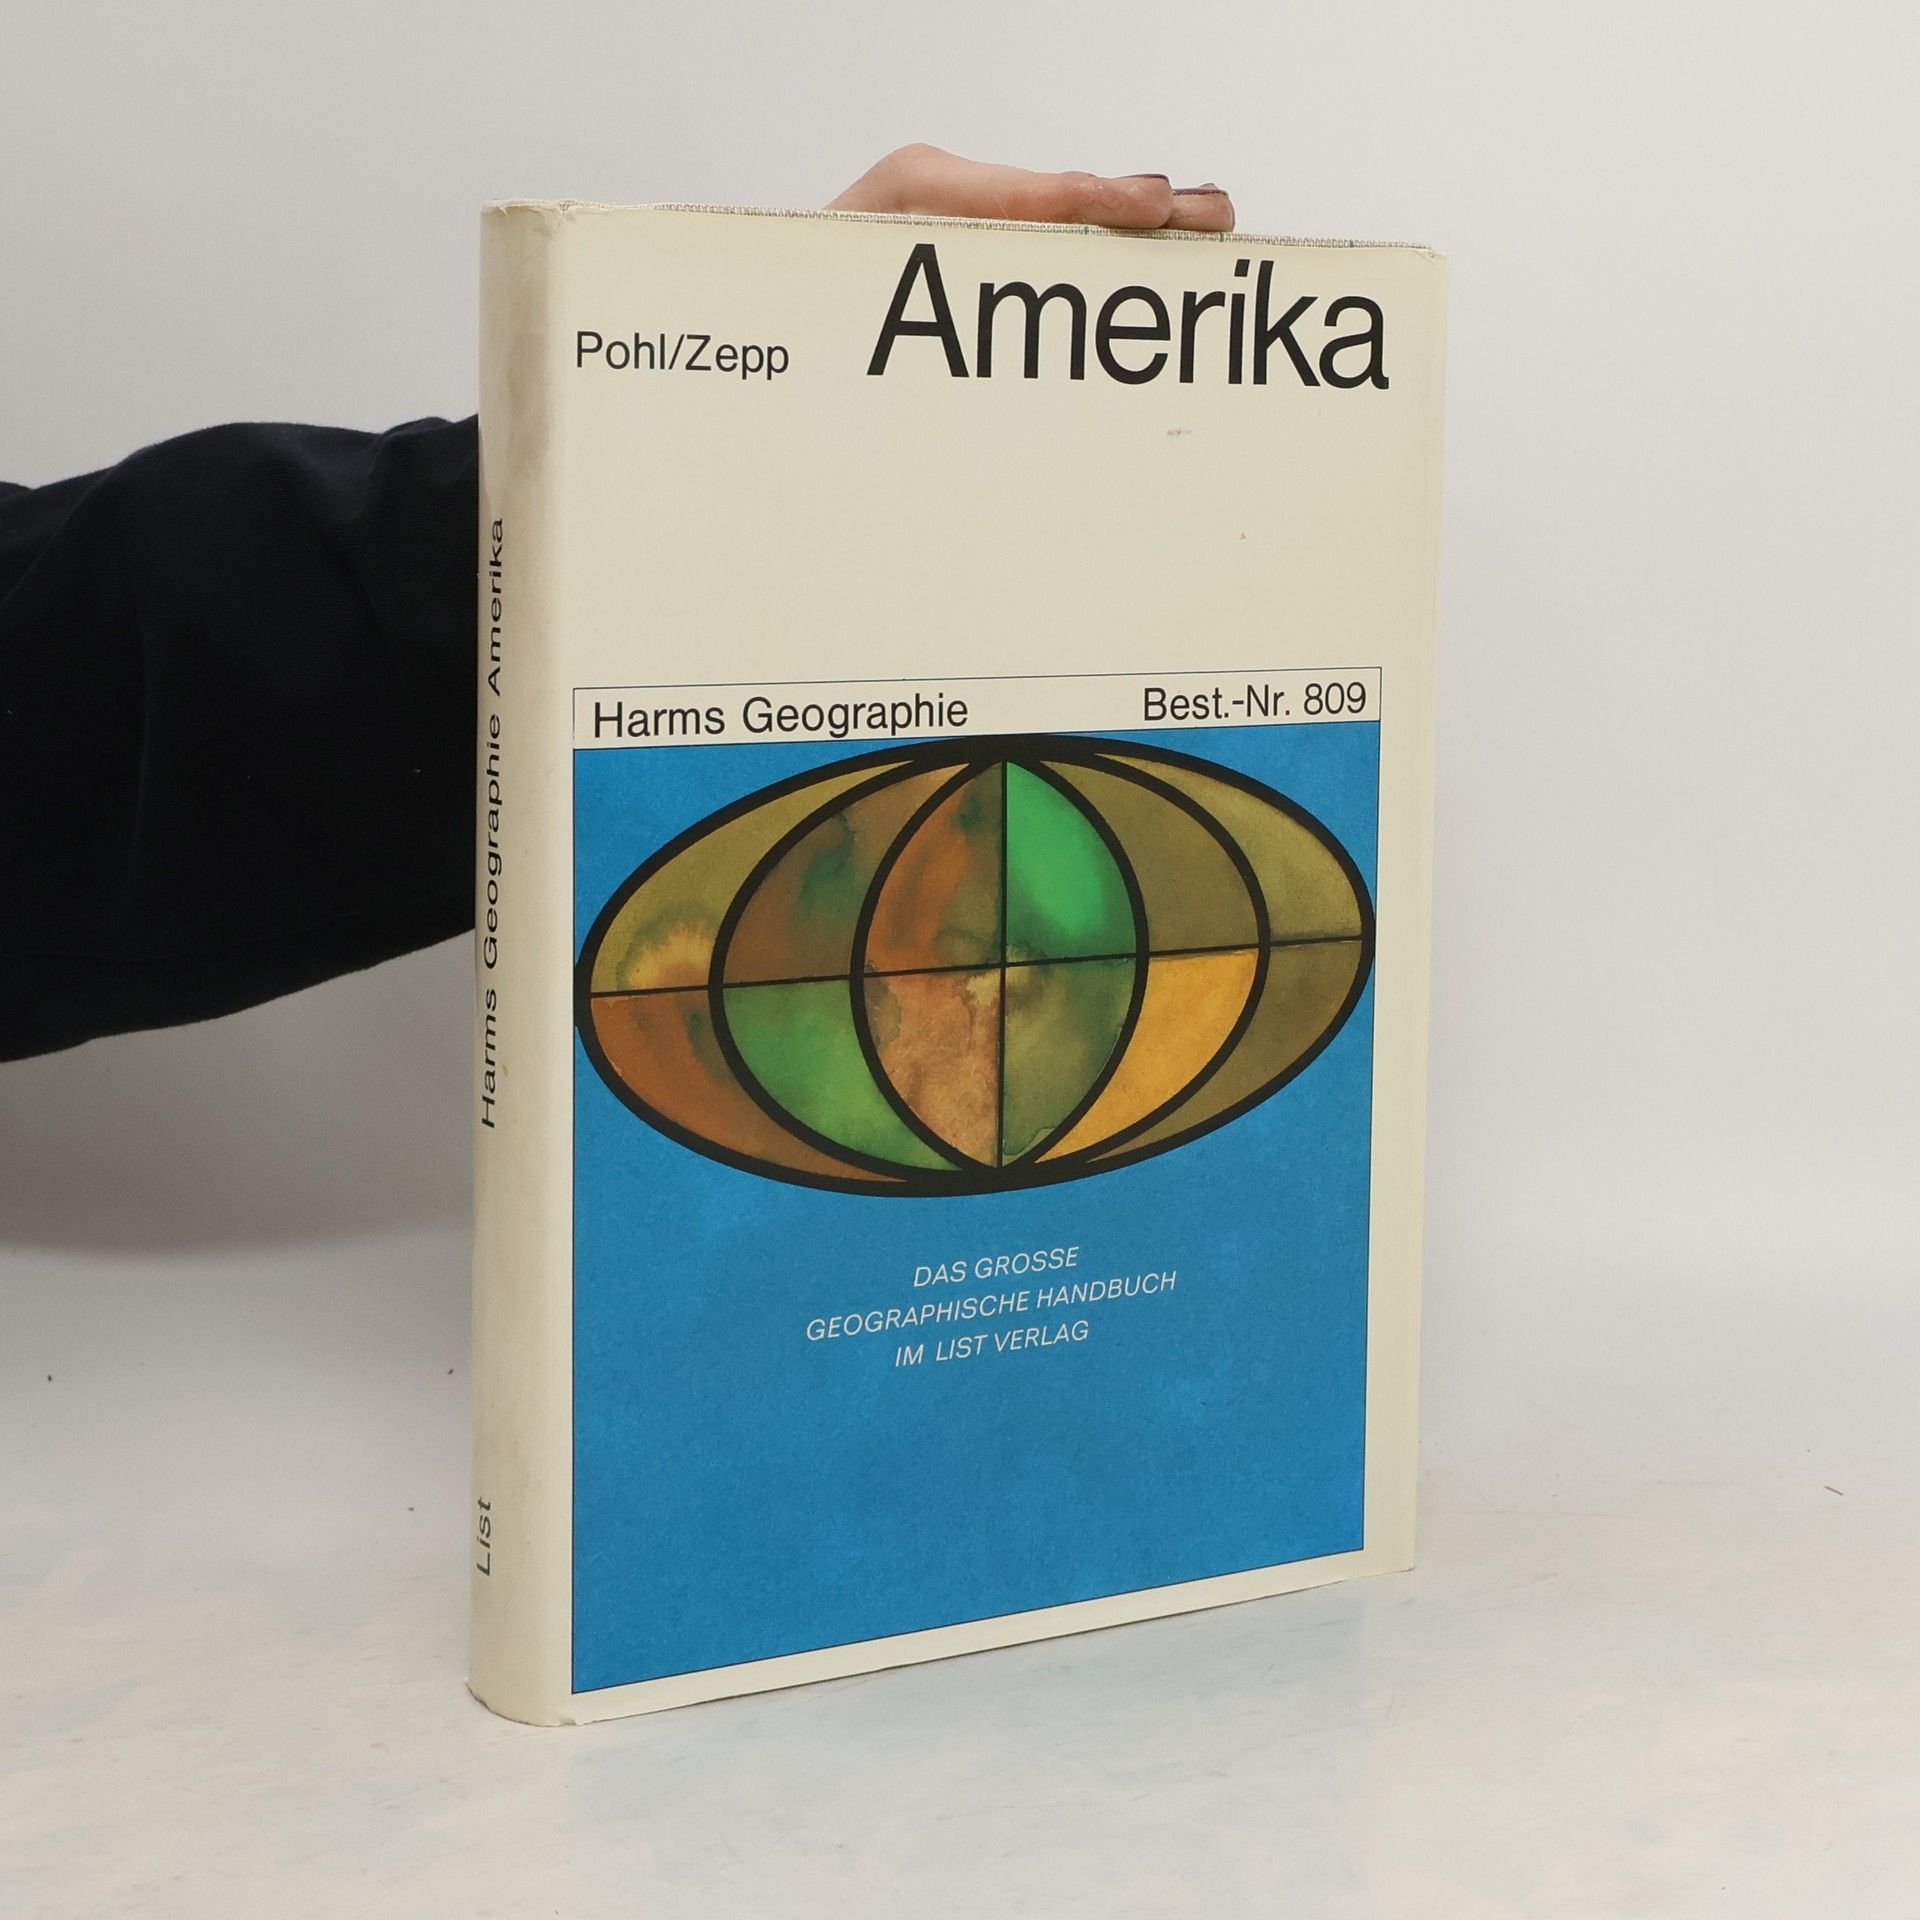 Amerika
Pohl/Zepp
Harms Geographie Best.-Nr. 809
DAS GROSSE
GEOGRAPHISCHE HANDBUCH
IM LIST VERLAG
Harms Geographie Amerika
List